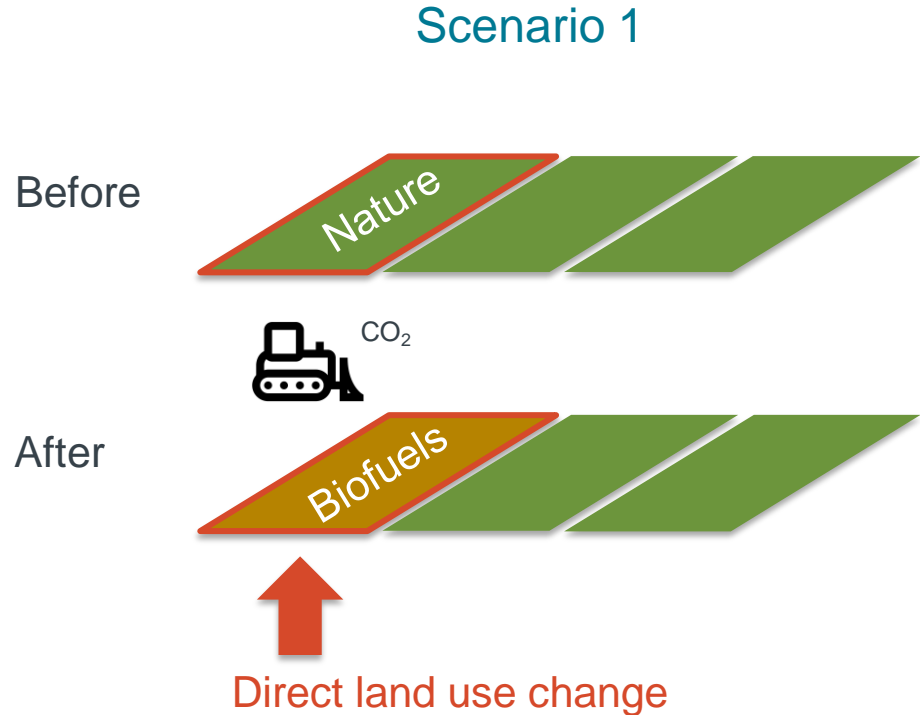 Scenario 1
Before
Nature
CO₂
After
Biofuels
Direct land use change